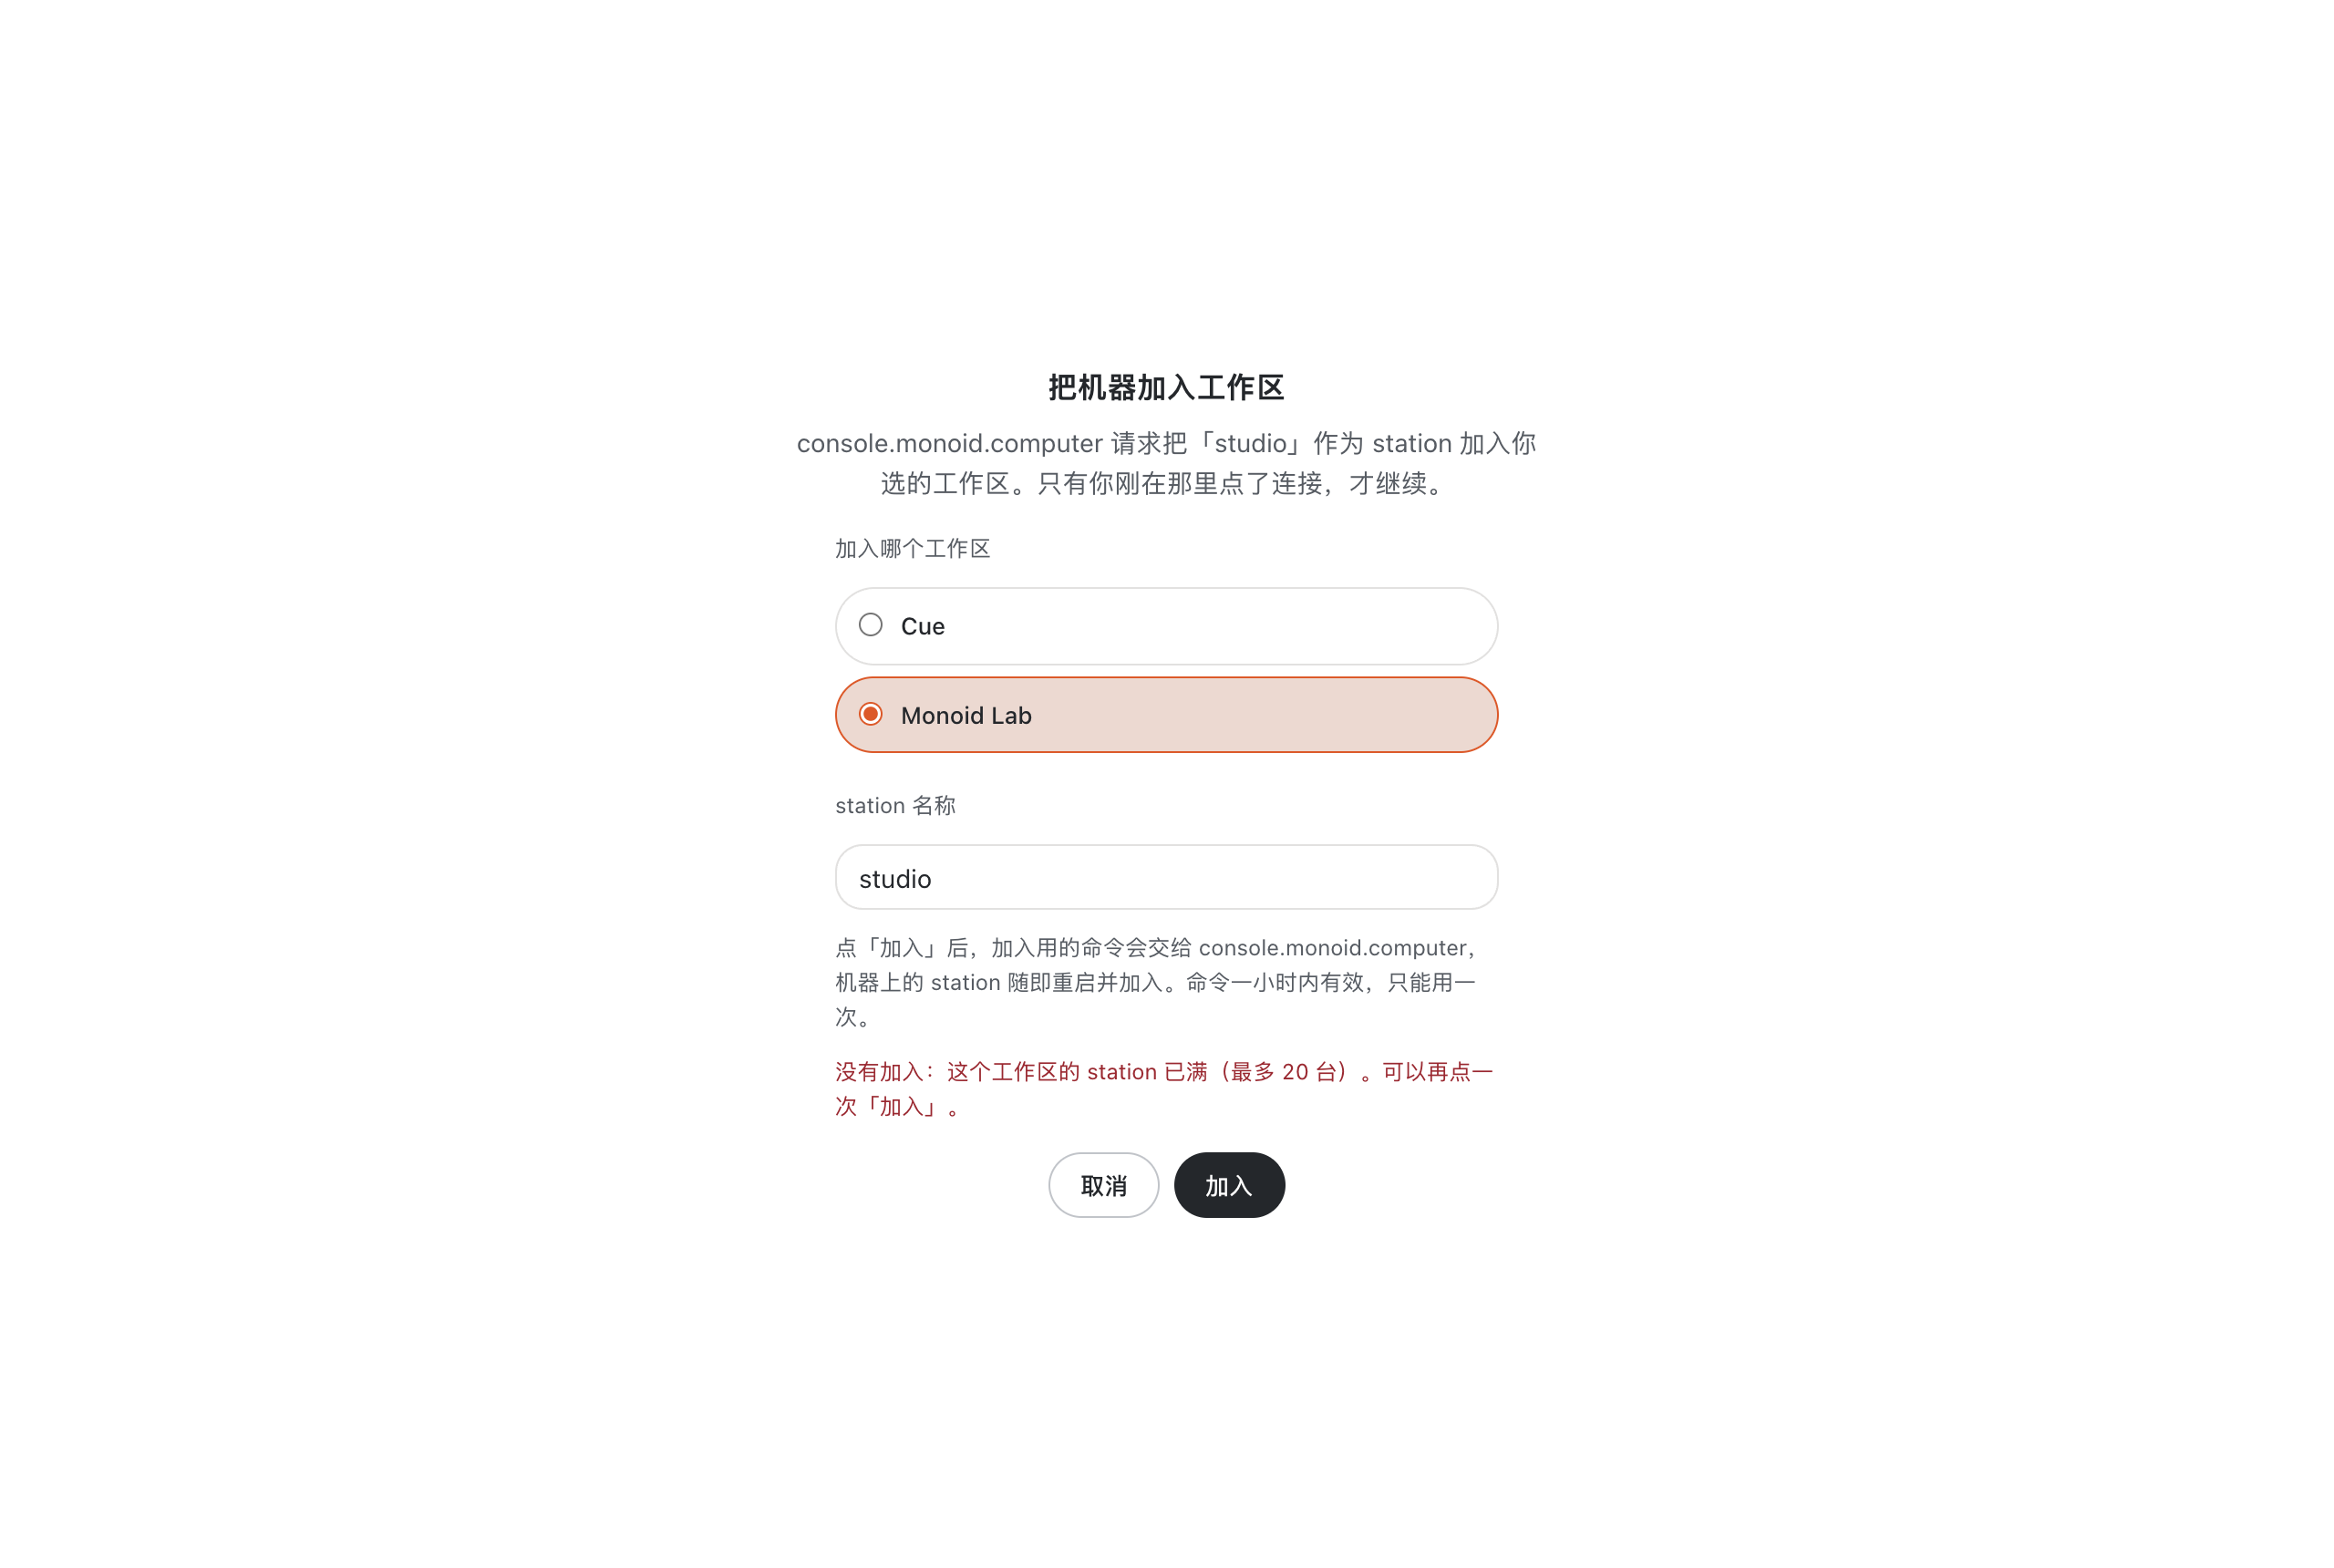 把机器加入工作区
console.monoid.computer 请求把「studio」作为 station 加入你
选的工作区。只有你刚在那里点了连接，才继续。
加入哪个工作区
Cue
Monoid Lab
station 名称
studio
点「加入」后，加入用的命令会交给 console.monoid.computer，
机器上的 station 随即重启并加入。命令一小时内有效，只能用一
次。
没有加入：这个工作区的 station 已满（最多 20 台）。可以再点一
次「加入」。
取消
加入